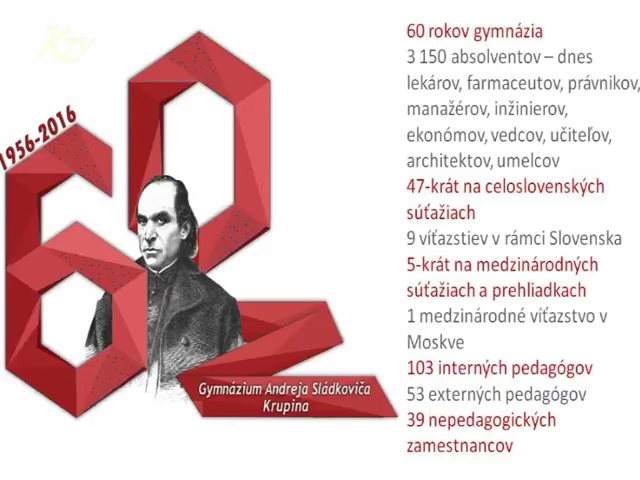 KTV
1956-2016
60
Gymnázium Andreja Sládkoviča
Krupina
60 rokov gymnázia
3 150 absolventov – dnes
lekárov, farmaceutov, právnikov,
manažérov, inžinierov,
ekonómov, vedcov, učiteľov,
architektov, umelcov
47-krát na celoslovenských
súťažiach
9 víťazstiev v rámci Slovenska
5-krát na medzinárodných
súťažiach a prehliadkach
1 medzinárodné víťazstvo v
Moskve
103 interných pedagógov
53 externých pedagógov
39 nepedagogických
zamestnancov